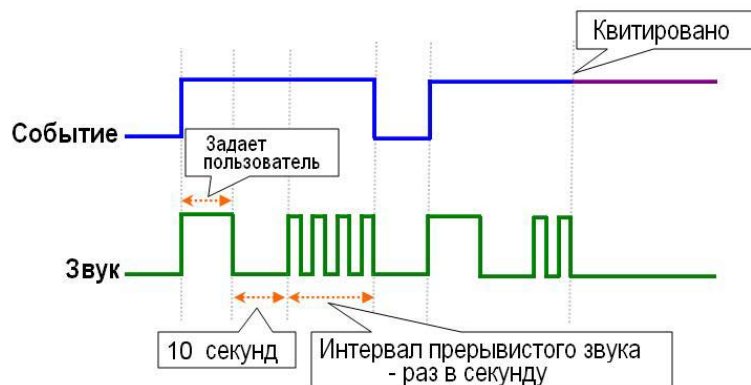 Квитировано
Событие
Задает
пользователь
Звук
10 секунд
Интервал прерывистого звука
- раз в секунду